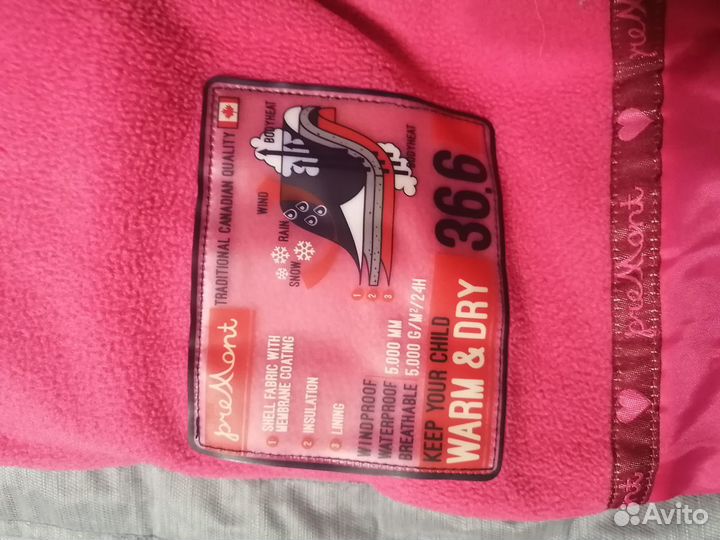 preMont
TRADITIONAL CANADIAN QUALITY
1 SHELL FABRIC WITH
MEMBRANE COATING
2 INSULATION
3 LINING
SNOW
RAIN
WIND
BODYHEAT
BODYHEAT
1
2
3
WINDPROOF
WATERPROOF 5.000 MM
BREATHABLE 5.000 G/M²/24H
KEEP YOUR CHILD
WARM & DRY
36.6
preMont
preMont
ont
Avito